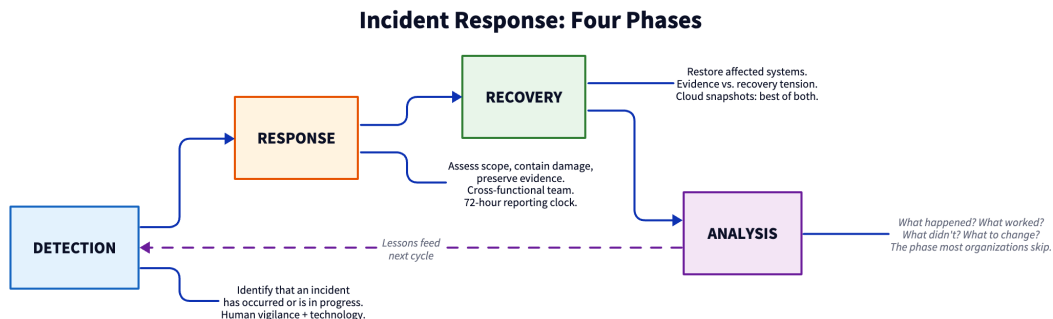 Incident Response: Four Phases
RECOVERY
Restore affected systems.
Evidence vs. recovery tension.
Cloud snapshots: best of both.
RESPONSE
Assess scope, contain damage,
preserve evidence.
Cross-functional team.
72-hour reporting clock.
DETECTION
Lessons feed
next cycle
ANALYSIS
What happened? What worked?
What didn't? What to change?
The phase most organizations skip.
Identify that an incident
has occurred or is in progress.
Human vigilance + technology.